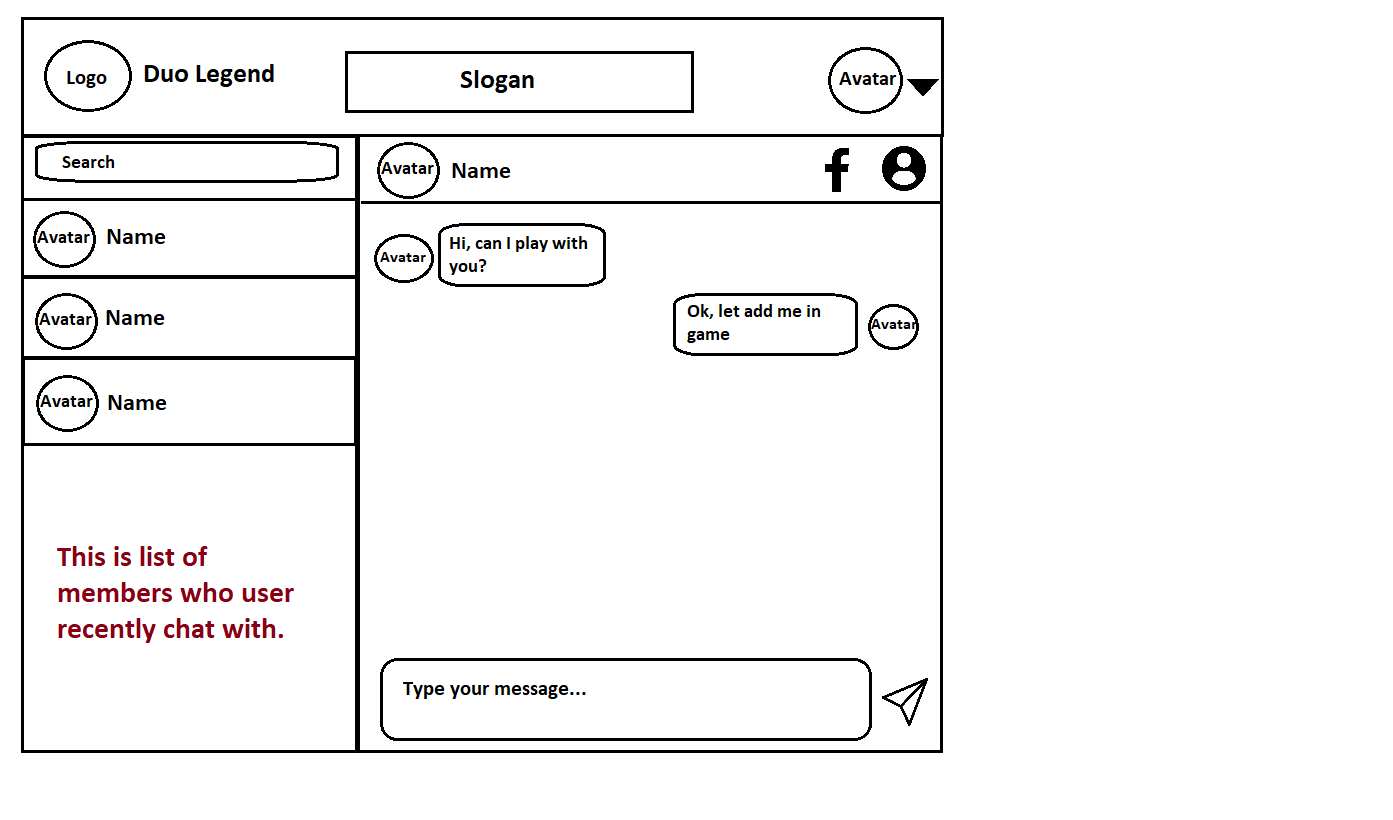 Logo
Duo Legend
Slogan
Avatar
Search
Avatar
Name
Avatar
Name
Avatar
Name
This is list of
members who user
recently chat with.
Avatar
Name
Avatar
Hi, can I play with
you?
Ok, let add me in
game
Avatar
Type your message...